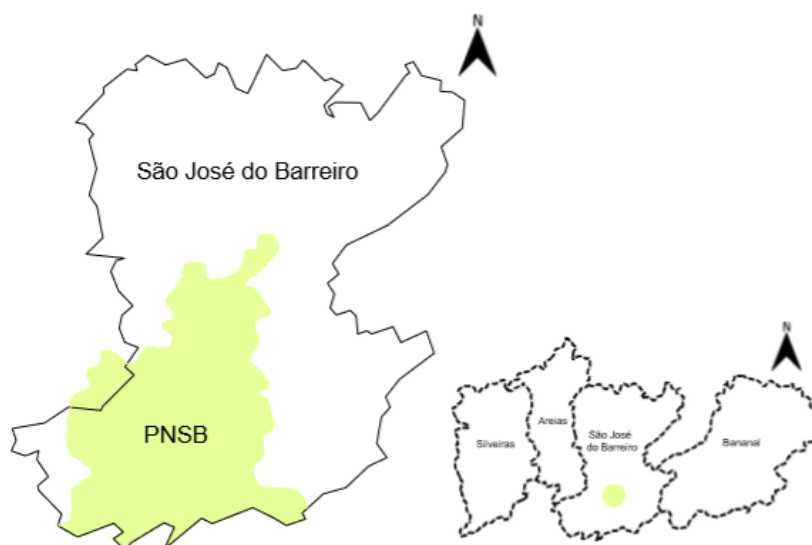 N
São José do Barreiro
PNSB
N
Silveiras
Areias
São José
do Barreiro
Bananal